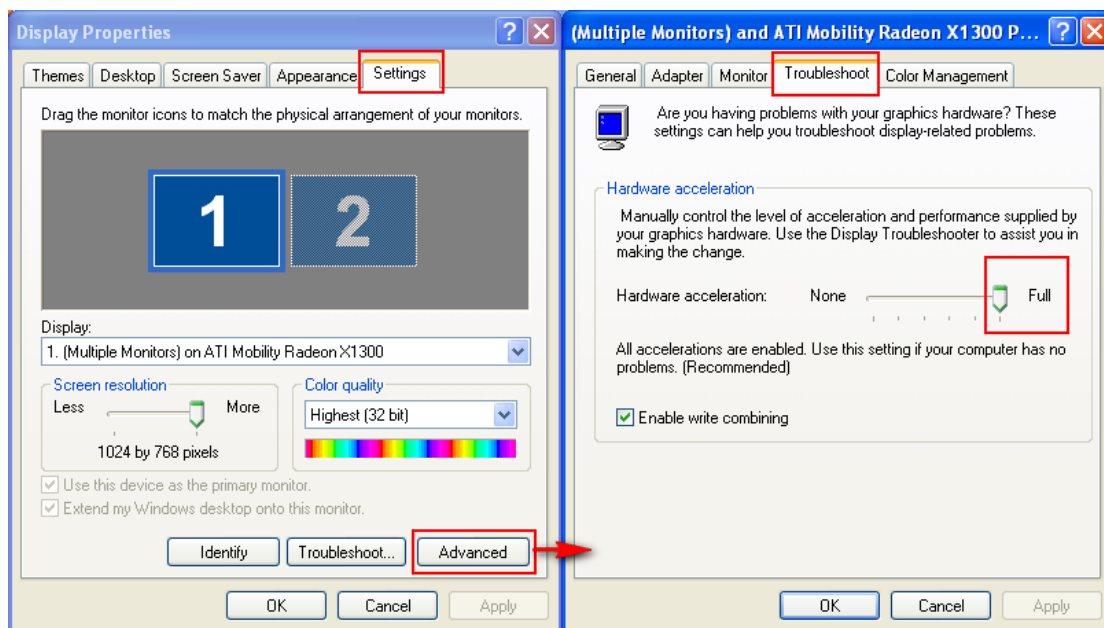 Display Properties
Themes Desktop Screen Saver Appearance Settings
Drag the monitor icons to match the physical arrangement of your monitors.
1 2
Display:
1. (Multiple Monitors) on ATI Mobility Radeon X1300
Screen resolution
Less More
1024 by 768 pixels
Color quality
Highest (32 bit)
Use this device as the primary monitor.
Extend my Windows desktop onto this monitor.
Identify Troubleshoot... Advanced
OK Cancel Apply
(Multiple Monitors) and ATI Mobility Radeon X1300 P...
General Adapter Monitor Troubleshoot Color Management
Are you having problems with your graphics hardware? These
settings can help you troubleshoot display-related problems.
Hardware acceleration
Manually control the level of acceleration and performance supplied by
your graphics hardware. Use the Display Troubleshooter to assist you in
making the change.
Hardware acceleration: None Full
All accelerations are enabled. Use this setting if your computer has no
problems. (Recommended)
Enable write combining
OK Cancel Apply